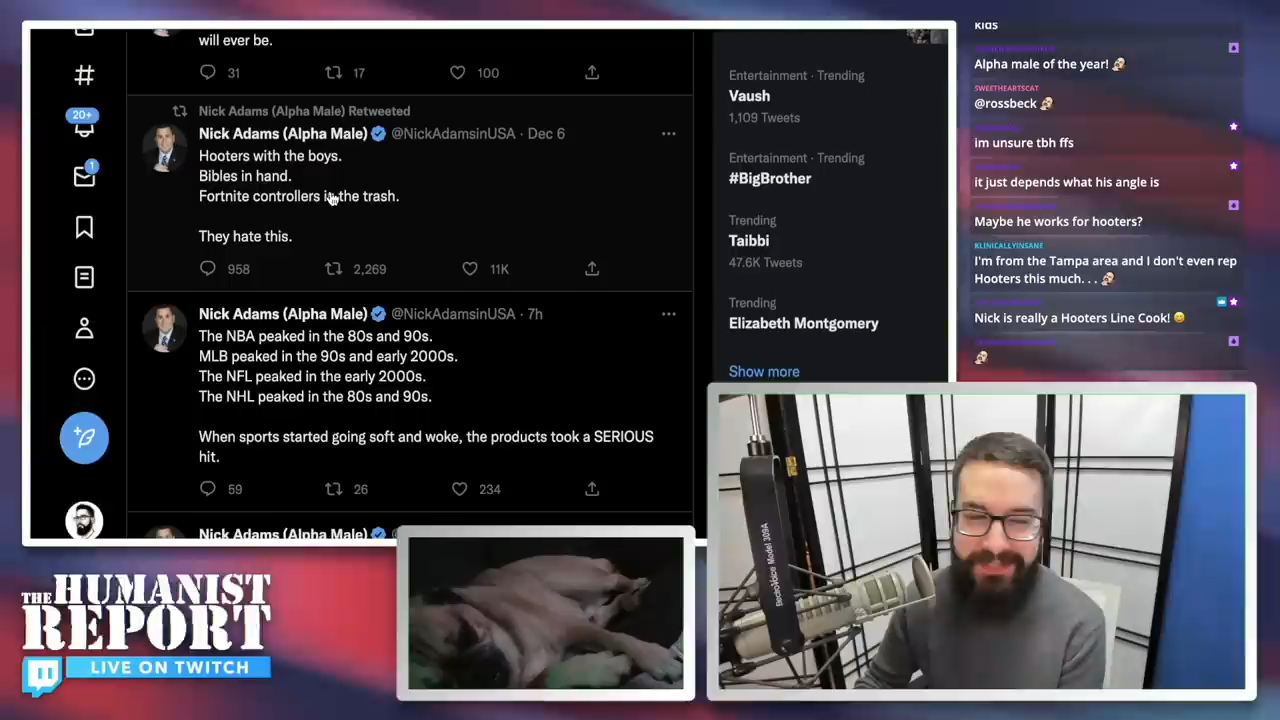 will ever be.
31 17 100
Nick Adams (Alpha Male) Retweeted
Nick Adams (Alpha Male) @NickAdamsinUSA · Dec 6
Hooters with the boys.
Bibles in hand.
Fortnite controllers in the trash.
They hate this.
958 2,269 11K
Nick Adams (Alpha Male) @NickAdamsinUSA · 7h
The NBA peaked in the 80s and 90s.
MLB peaked in the 90s and early 2000s.
The NFL peaked in the early 2000s.
The NHL peaked in the 80s and 90s.
When sports started going soft and woke, the products took a SERIOUS
hit.
59 26 234
Nick Adams (Alpha Male)
20+
1
Entertainment · Trending
Vaush
1,109 Tweets
Entertainment · Trending
#BigBrother
Trending
Taibbi
47.6K Tweets
Trending
Elizabeth Montgomery
Show more
kids
Alpha male of the year!
SWEETHEARTSCAT
@rossbeck
im unsure tbh ffs
it just depends what his angle is
Maybe he works for hooters?
KLINICALLYINSANE
I'm from the Tampa area and I don't even rep
Hooters this much. . .
Nick is really a Hooters Line Cook!
ElectroVoice Model 309A
THE HUMANIST
REPORT
LIVE ON TWITCH